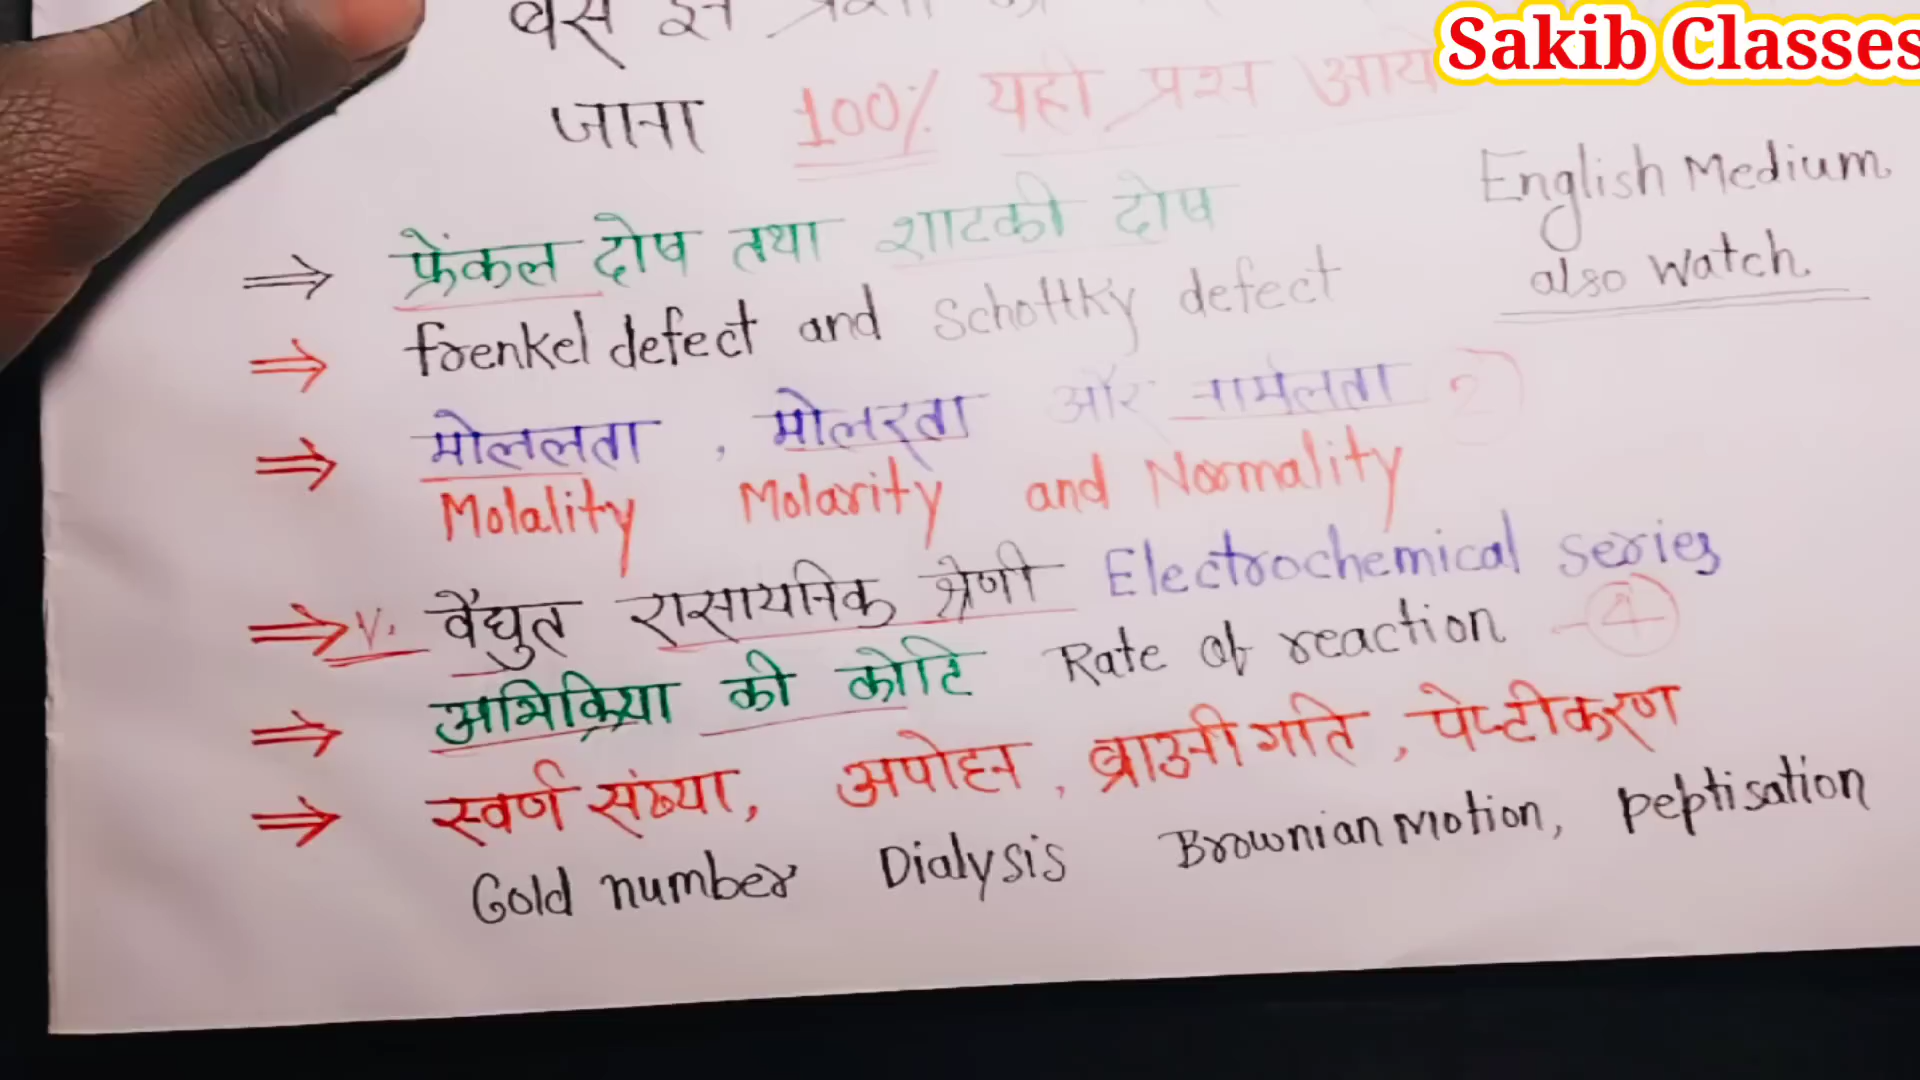 Sakib Classes
बस इन
जाना 100% यही प्रश्न आये
English Medium
also watch.
⇒ फ्रेंकल दोष तथा शाटकी दोष
⇒ frenkel defect and Schottky defect
⇒ मोललता , मोलरता और नार्मलता 2
Molality Molarity and Normality
⇒ V. वैद्युत रासायनिक श्रेणी Electrochemical series
⇒ अभिक्रिया की कोटि Rate of reaction - 4
⇒ स्वर्ण संख्या, अपोहन , ब्राउनी गति , पेप्टीकरण
Gold number Dialysis Brownian Motion, peptisation